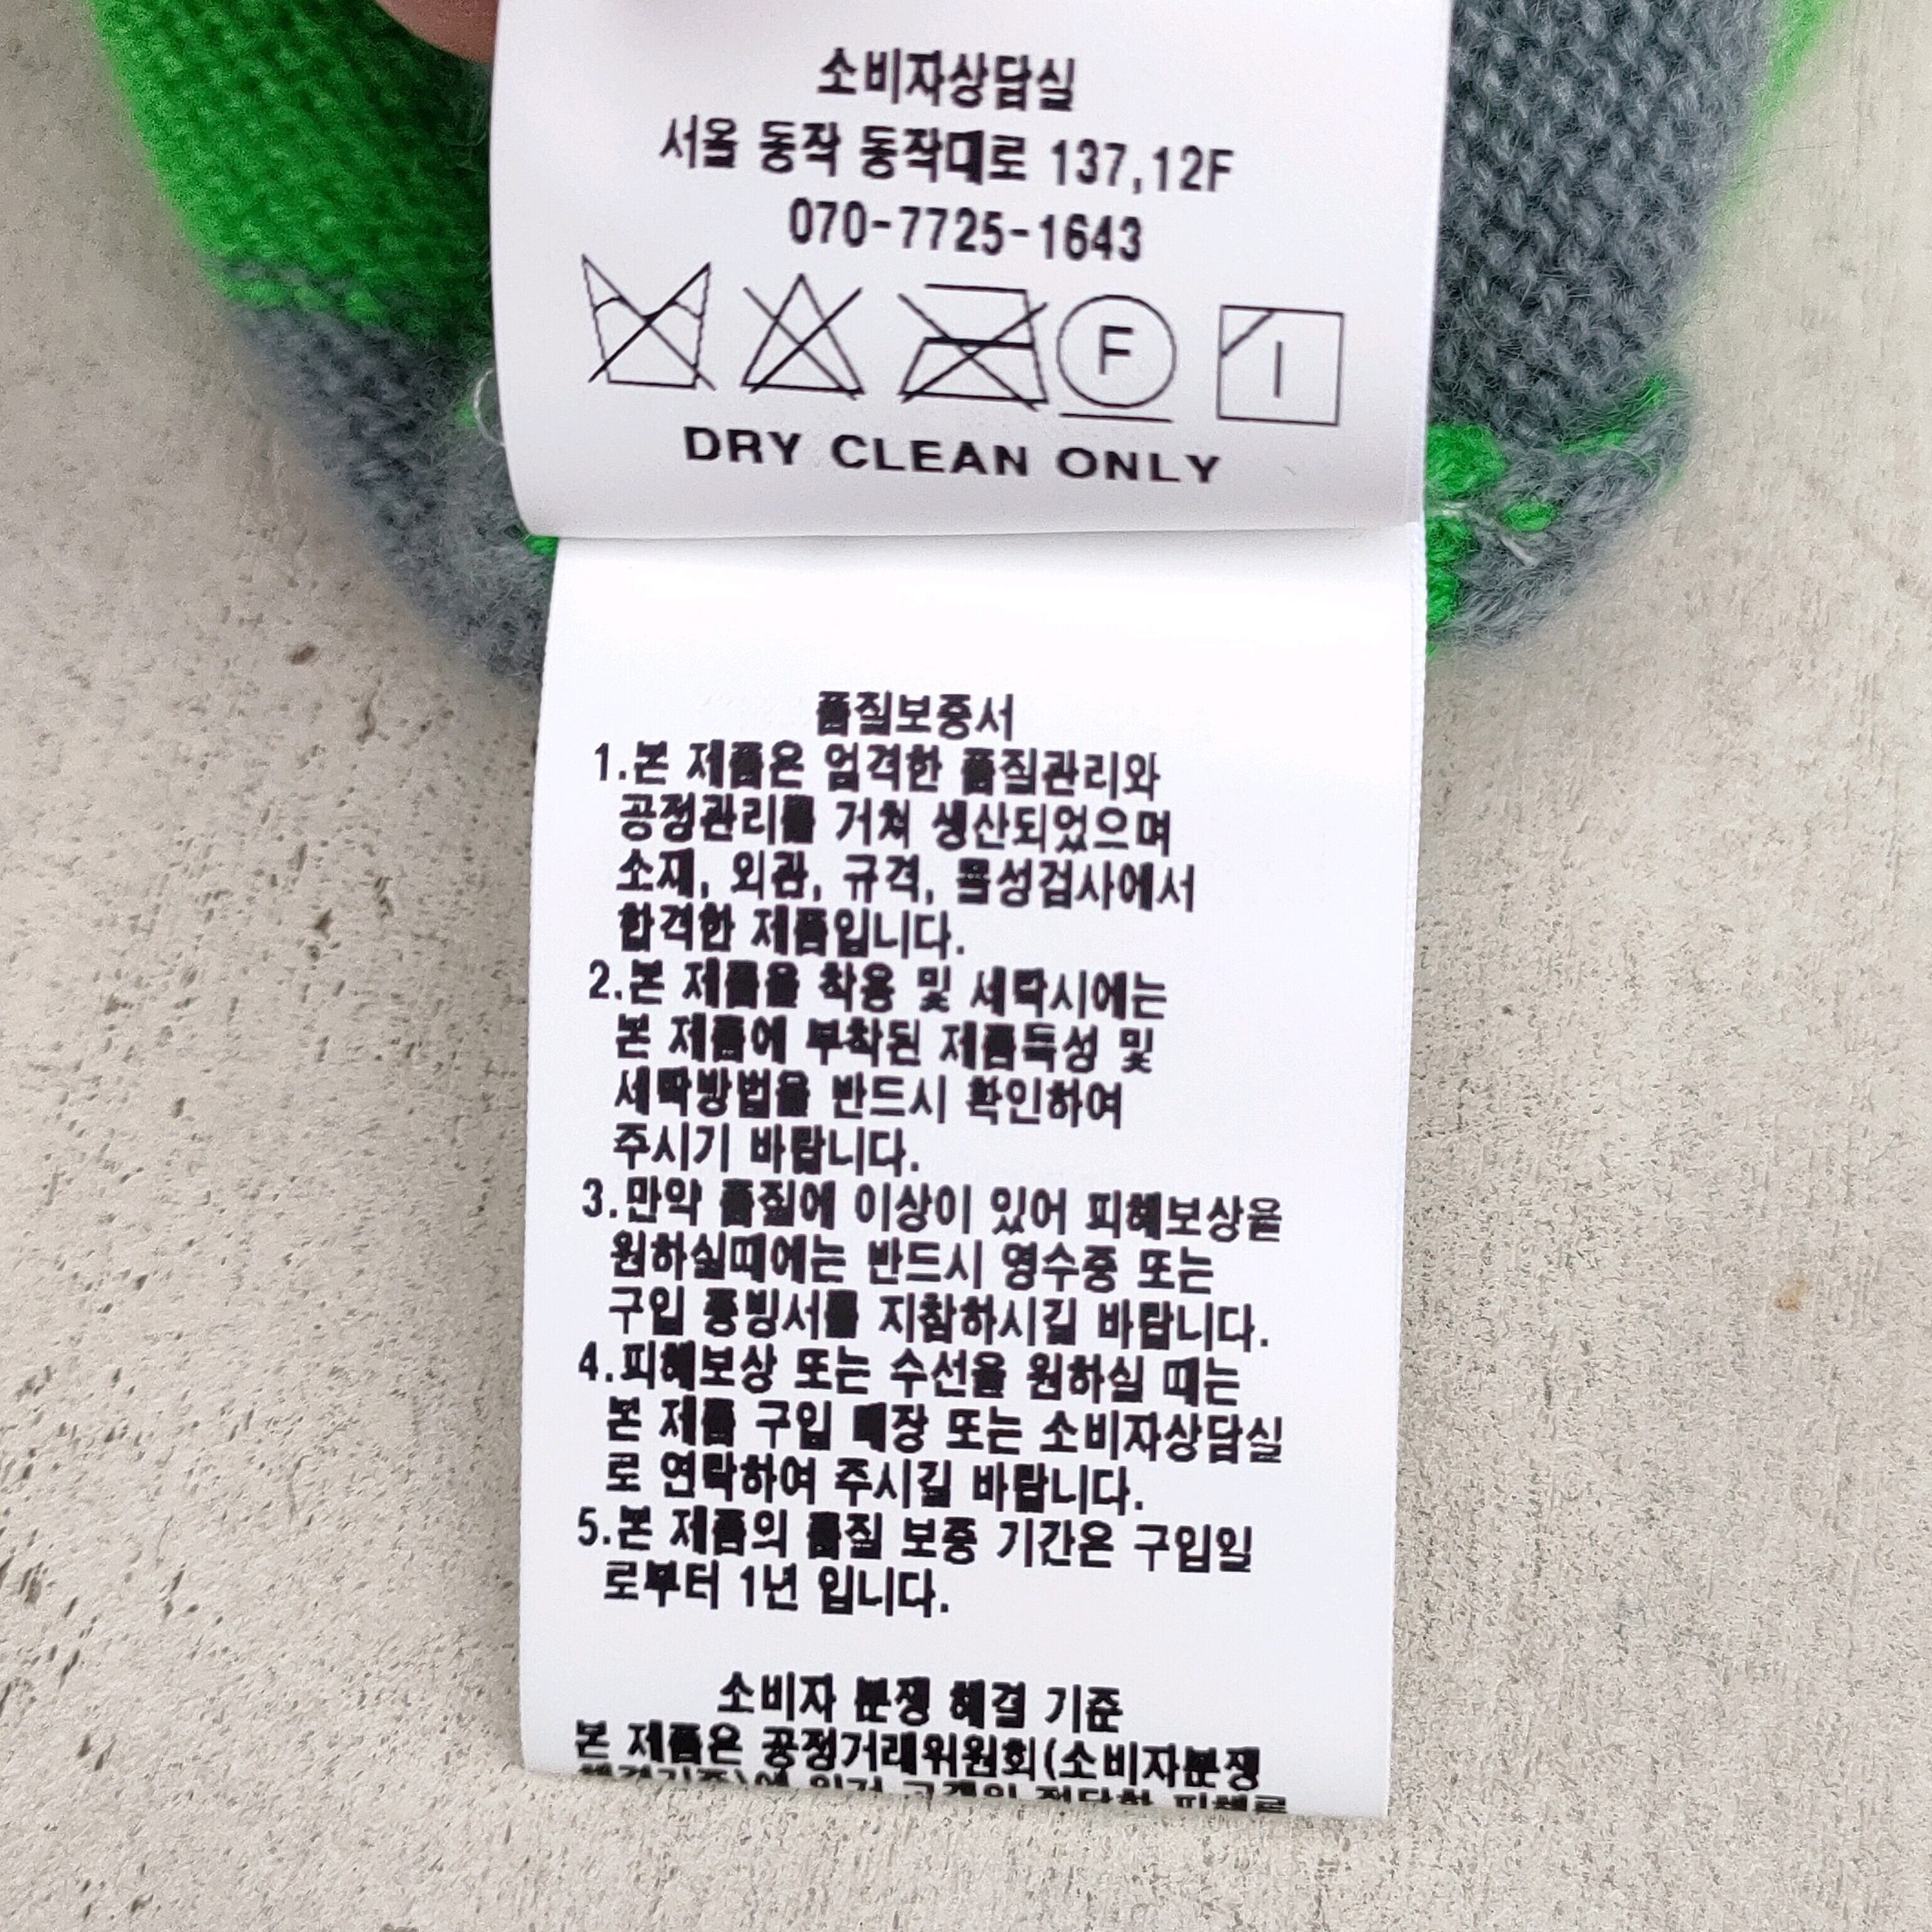 소비자상담실
서울 동작 동작대로 137,12F
070-7725-1643
F
DRY CLEAN ONLY
품질보증서
1.본 제품은 엄격한 품질관리와
공정관리를 거쳐 생산되었으며
소재, 외관, 규격, 물성검사에서
합격한 제품입니다.
2.본 제품을 착용 및 세탁시에는
본 제품에 부착된 제품특성 및
세탁방법을 반드시 확인하여
주시기 바랍니다.
3.만약 품질에 이상이 있어 피해보상을
원하실때에는 반드시 영수증 또는
구입 증빙서를 지참하시길 바랍니다.
4.피해보상 또는 수선을 원하실 때는
본 제품 구입 매장 또는 소비자상담실
로 연락하여 주시길 바랍니다.
5.본 제품의 품질 보증 기간은 구입일
로부터 1년 입니다.
소비자 분쟁 해결 기준
본 제품은 공정거래위원회(소비자분쟁